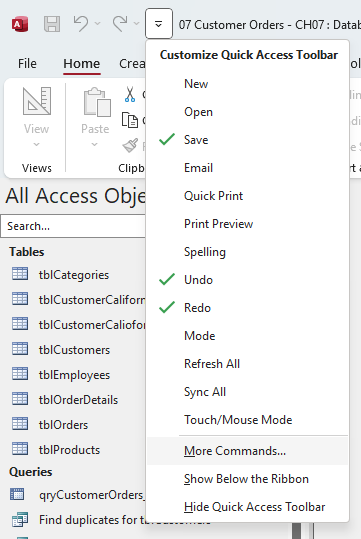 07 Customer Orders - CH07 : Datab
Customize Quick Access Toolbar
File
Home
Crea
New
Open
Save
Email
Quick Print
Print Preview
Spelling
Undo
Redo
Mode
Refresh All
Sync All
Touch/Mouse Mode
More Commands...
Show Below the Ribbon
Hide Quick Access Toolbar
View
Paste
Views
Clipb
All Access Obje
Search...
Tables
tblCategories
tblCustomerCaliforn
tblCustomerCaliofor
tblCustomers
tblEmployees
tblOrderDetails
tblOrders
tblProducts
Queries
qryCustomerOrders_
Find duplicates for tblCustomers